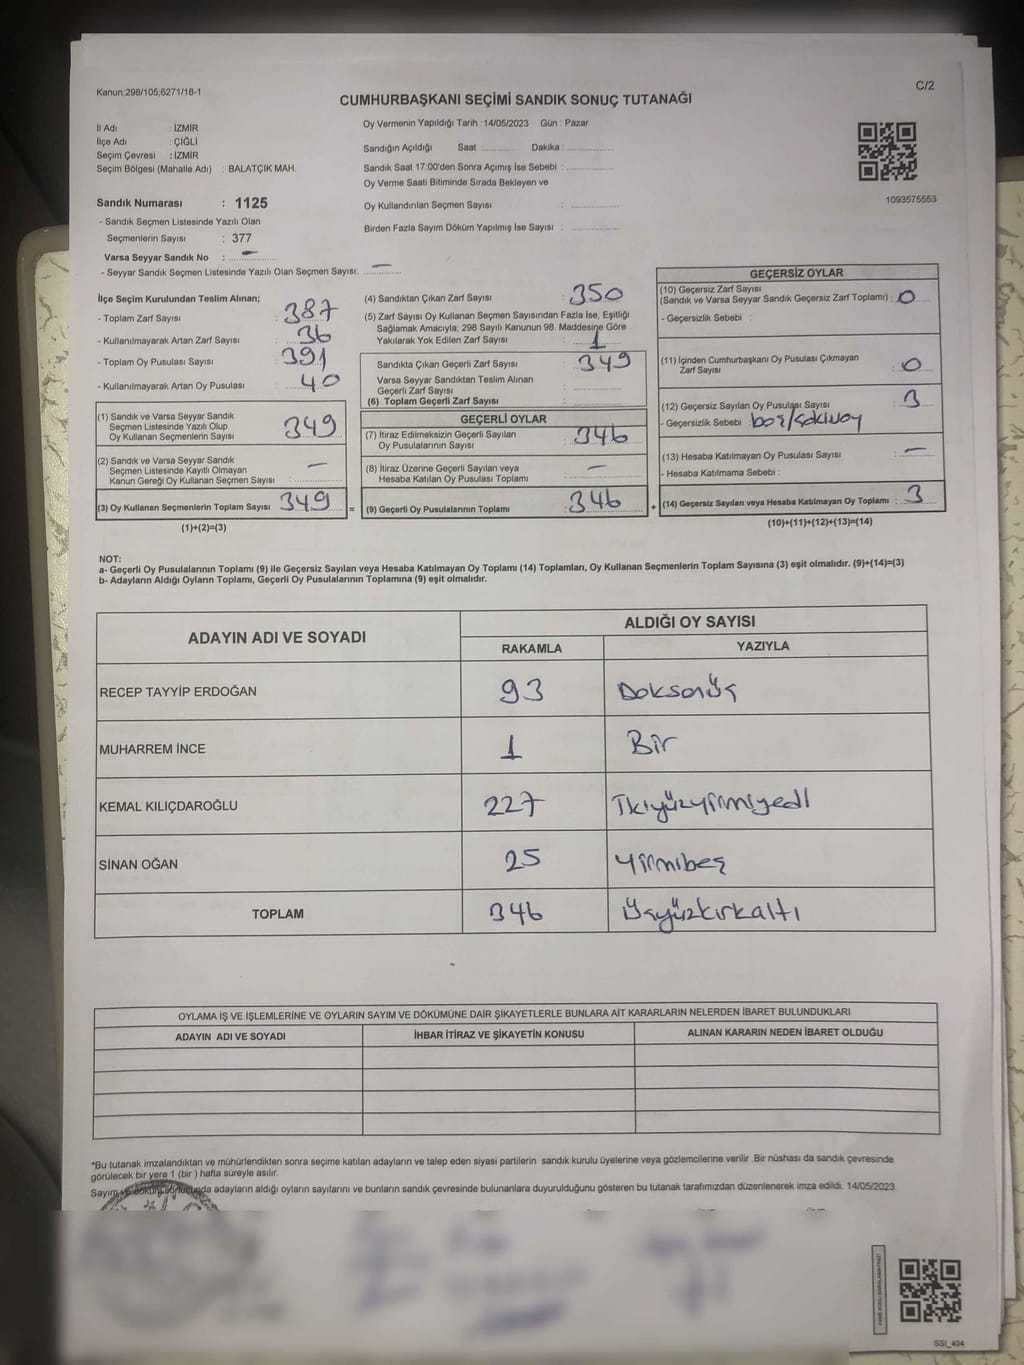 Kanun:298/105,6271/18-1
C/2
CUMHURBAŞKANI SEÇİMİ SANDIK SONUÇ TUTANAĞI
İl Adı : İZMİR
İlçe Adı : ÇİĞLİ
Seçim Çevresi : İZMİR
Seçim Bölgesi (Mahalle Adı) : BALATÇIK MAH.
Oy Vermenin Yapıldığı Tarih :14/05/2023 Gün : Pazar
Sandığın Açıldığı Saat :............ Dakika :................
Sandık Saat 17:00'den Sonra Açımış İse Sebebi :................
Oy Verme Saati Bitiminde Sırada Bekleyen ve
Oy Kullandırılan Seçmen Sayısı : ................
Birden Fazla Sayım Döküm Yapılmış İse Sayısı : ................
1093575553
Sandık Numarası : 1125
- Sandık Seçmen Listesinde Yazılı Olan
Seçmenlerin Sayısı : 377
Varsa Seyyar Sandık No : —
- Seyyar Sandık Seçmen Listesinde Yazılı Olan Seçmen Sayısı: —
İlçe Seçim Kurulundan Teslim Alınan;
- Toplam Zarf Sayısı : 387
- Kullanılmayarak Artan Zarf Sayısı : 36
- Toplam Oy Pusulası Sayısı : 391
- Kullanılmayarak Artan Oy Pusulası : 40
(1) Sandık ve Varsa Seyyar Sandık
Seçmen Listesinde Yazılı Olup
Oy Kullanan Seçmenlerin Sayısı : 349
(2) Sandık ve Varsa Seyyar Sandık
Seçmen Listesinde Kayıtlı Olmayan
Kanun Gereği Oy Kullanan Seçmen Sayısı : —
(3) Oy Kullanan Seçmenlerin Toplam Sayısı : 349 =
(1)+(2)=(3)
(4) Sandıktan Çıkan Zarf Sayısı : 350
(5) Zarf Sayısı Oy Kullanan Seçmen Sayısından Fazla İse, Eşitliği
Sağlamak Amacıyla; 298 Sayılı Kanunun 98. Maddesine Göre
Yakılarak Yok Edilen Zarf Sayısı : 1
Sandıkta Çıkan Geçerli Zarf Sayısı : 349
Varsa Seyyar Sandıktan Teslim Alınan
Geçerli Zarf Sayısı : ................
(6) Toplam Geçerli Zarf Sayısı : ................
GEÇERLİ OYLAR
(7) İtiraz Edilmeksizin Geçerli Sayılan
Oy Pusulalarının Sayısı : 346
(8) İtiraz Üzerine Geçerli Sayılan veya
Hesaba Katılan Oy Pusulası Toplamı : —
(9) Geçerli Oy Pusulalarının Toplamı : 346 +
GEÇERSİZ OYLAR
(10) Geçersiz Zarf Sayısı
(Sandık ve Varsa Seyyar Sandık Geçersiz Zarf Toplamı) : 0
- Geçersizlik Sebebi :
(11) İçinden Cumhurbaşkanı Oy Pusulası Çıkmayan
Zarf Sayısı : 0
(12) Geçersiz Sayılan Oy Pusulası Sayısı : 3
- Geçersizlik Sebebi boş/
(13) Hesaba Katılmayan Oy Pusulası Sayısı : —
- Hesaba Katılmama Sebebi :
(14) Geçersiz Sayılan veya Hesaba Katılmayan Oy Toplamı : 3
(10)+(11)+(12)+(13)=(14)
NOT:
a- Geçerli Oy Pusulalarının Toplamı (9) ile Geçersiz Sayılan veya Hesaba Katılmayan Oy Toplamı (14) Toplamları, Oy Kullanan Seçmenlerin Toplam Sayısına (3) eşit olmalıdır. (9)+(14)=(3)
b- Adayların Aldığı Oyların Toplamı, Geçerli Oy Pusulalarının Toplamına (9) eşit olmalıdır.
ADAYIN ADI VE SOYADI
ALDIĞI OY SAYISI
RAKAMLA YAZIYLA
RECEP TAYYİP ERDOĞAN 93 Doksanüç
MUHARREM İNCE 1 Bir
KEMAL KILIÇDAROĞLU 227 İkiyüzyirmiyedi
SİNAN OĞAN 25 Yirmibeş
TOPLAM 346 Üçyüzkırkaltı
OYLAMA İŞ VE İŞLEMLERİNE VE OYLARIN SAYIM VE DÖKÜMÜNE DAİR ŞİKAYETLERLE BUNLARA AİT KARARLARIN NELERDEN İBARET BULUNDUKLARI
ADAYIN ADI VE SOYADI İHBAR İTİRAZ VE ŞİKAYETİN KONUSU ALINAN KARARIN NEDEN İBARET OLDUĞU
*Bu tutanak imzalandıktan ve mühürlendikten sonra seçime katılan adayların ve talep eden siyasi partilerin sandık kurulu üyelerine veya gözlemcilerine verilir .Bir nüshası da sandık çevresinde
görülecek bir yere 1 (bir ) hafta süreyle asılır.
Sayım ve döküm sonucunda adayların aldığı oyların sayılarını ve bunların sandık çevresinde bulunanlara duyurulduğunu gösteren bu tutanak tarafımızdan düzenlenerek imza edildi. 14/05/2023
SSİ_404